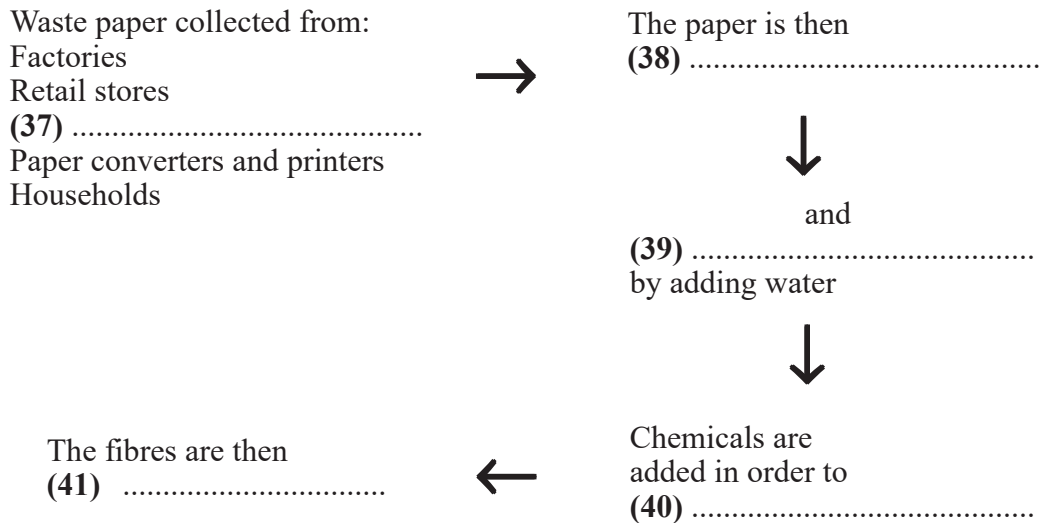 Waste paper collected from:
Factories
Retail stores
(37) ............................................
Paper converters and printers
Households
The paper is then
(38) ............................................
and
(39) ...........................................
by adding water
Chemicals are
added in order to
(40) ...........................................
The fibres are then
(41) .................................